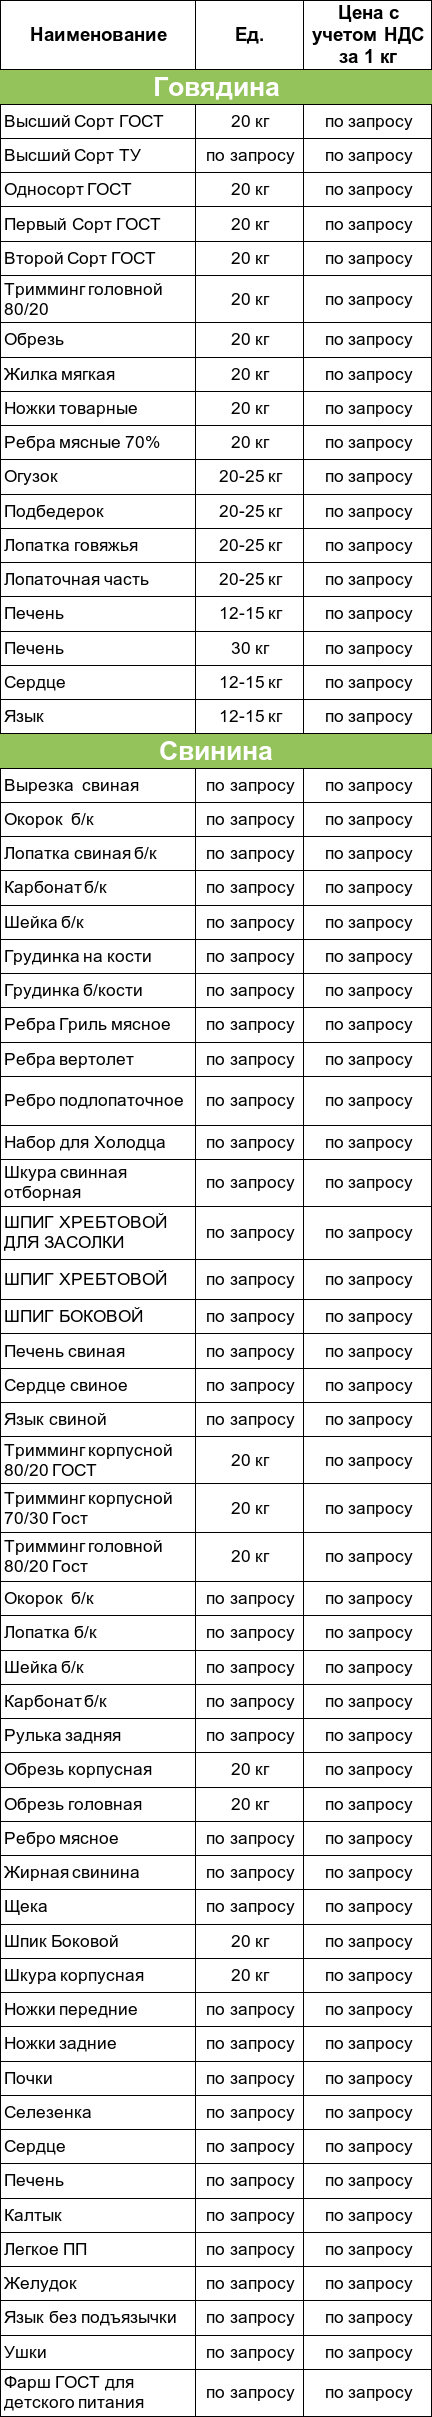 Наименование Ед. Цена с
учетом НДС
за 1 кг
Говядина
Высший Сорт ГОСТ 20 кг по запросу
Высший Сорт ТУ по запросу по запросу
Односорт ГОСТ 20 кг по запросу
Первый Сорт ГОСТ 20 кг по запросу
Второй Сорт ГОСТ 20 кг по запросу
Тримминг головной
80/20 20 кг по запросу
Обрезь 20 кг по запросу
Жилка мягкая 20 кг по запросу
Ножки товарные 20 кг по запросу
Ребра мясные 70% 20 кг по запросу
Огузок 20-25 кг по запросу
Подбедерок 20-25 кг по запросу
Лопатка говяжья 20-25 кг по запросу
Лопаточная часть 20-25 кг по запросу
Печень 12-15 кг по запросу
Печень 30 кг по запросу
Сердце 12-15 кг по запросу
Язык 12-15 кг по запросу
Свинина
Вырезка свиная по запросу по запросу
Окорок б/к по запросу по запросу
Лопатка свиная б/к по запросу по запросу
Карбонат б/к по запросу по запросу
Шейка б/к по запросу по запросу
Грудинка на кости по запросу по запросу
Грудинка б/кости по запросу по запросу
Ребра Гриль мясное по запросу по запросу
Ребра вертолет по запросу по запросу
Ребро подлопаточное по запросу по запросу
Набор для Холодца по запросу по запросу
Шкура свинная
отборная по запросу по запросу
ШПИГ ХРЕБТОВОЙ
ДЛЯ ЗАСОЛКИ по запросу по запросу
ШПИГ ХРЕБТОВОЙ по запросу по запросу
ШПИГ БОКОВОЙ по запросу по запросу
Печень свиная по запросу по запросу
Сердце свиное по запросу по запросу
Язык свиной по запросу по запросу
Тримминг корпусной
80/20 ГОСТ 20 кг по запросу
Тримминг корпусной
70/30 Гост 20 кг по запросу
Тримминг головной
80/20 Гост 20 кг по запросу
Окорок б/к по запросу по запросу
Лопатка б/к по запросу по запросу
Шейка б/к по запросу по запросу
Карбонат б/к по запросу по запросу
Рулька задняя по запросу по запросу
Обрезь корпусная 20 кг по запросу
Обрезь головная 20 кг по запросу
Ребро мясное по запросу по запросу
Жирная свинина по запросу по запросу
Щека по запросу по запросу
Шпик Боковой 20 кг по запросу
Шкура корпусная 20 кг по запросу
Ножки передние по запросу по запросу
Ножки задние по запросу по запросу
Почки по запросу по запросу
Селезенка по запросу по запросу
Сердце по запросу по запросу
Печень по запросу по запросу
Калтык по запросу по запросу
Легкое ПП по запросу по запросу
Желудок по запросу по запросу
Язык без подъязычки по запросу по запросу
Ушки по запросу по запросу
Фарш ГОСТ для
детского питания по запросу по запросу